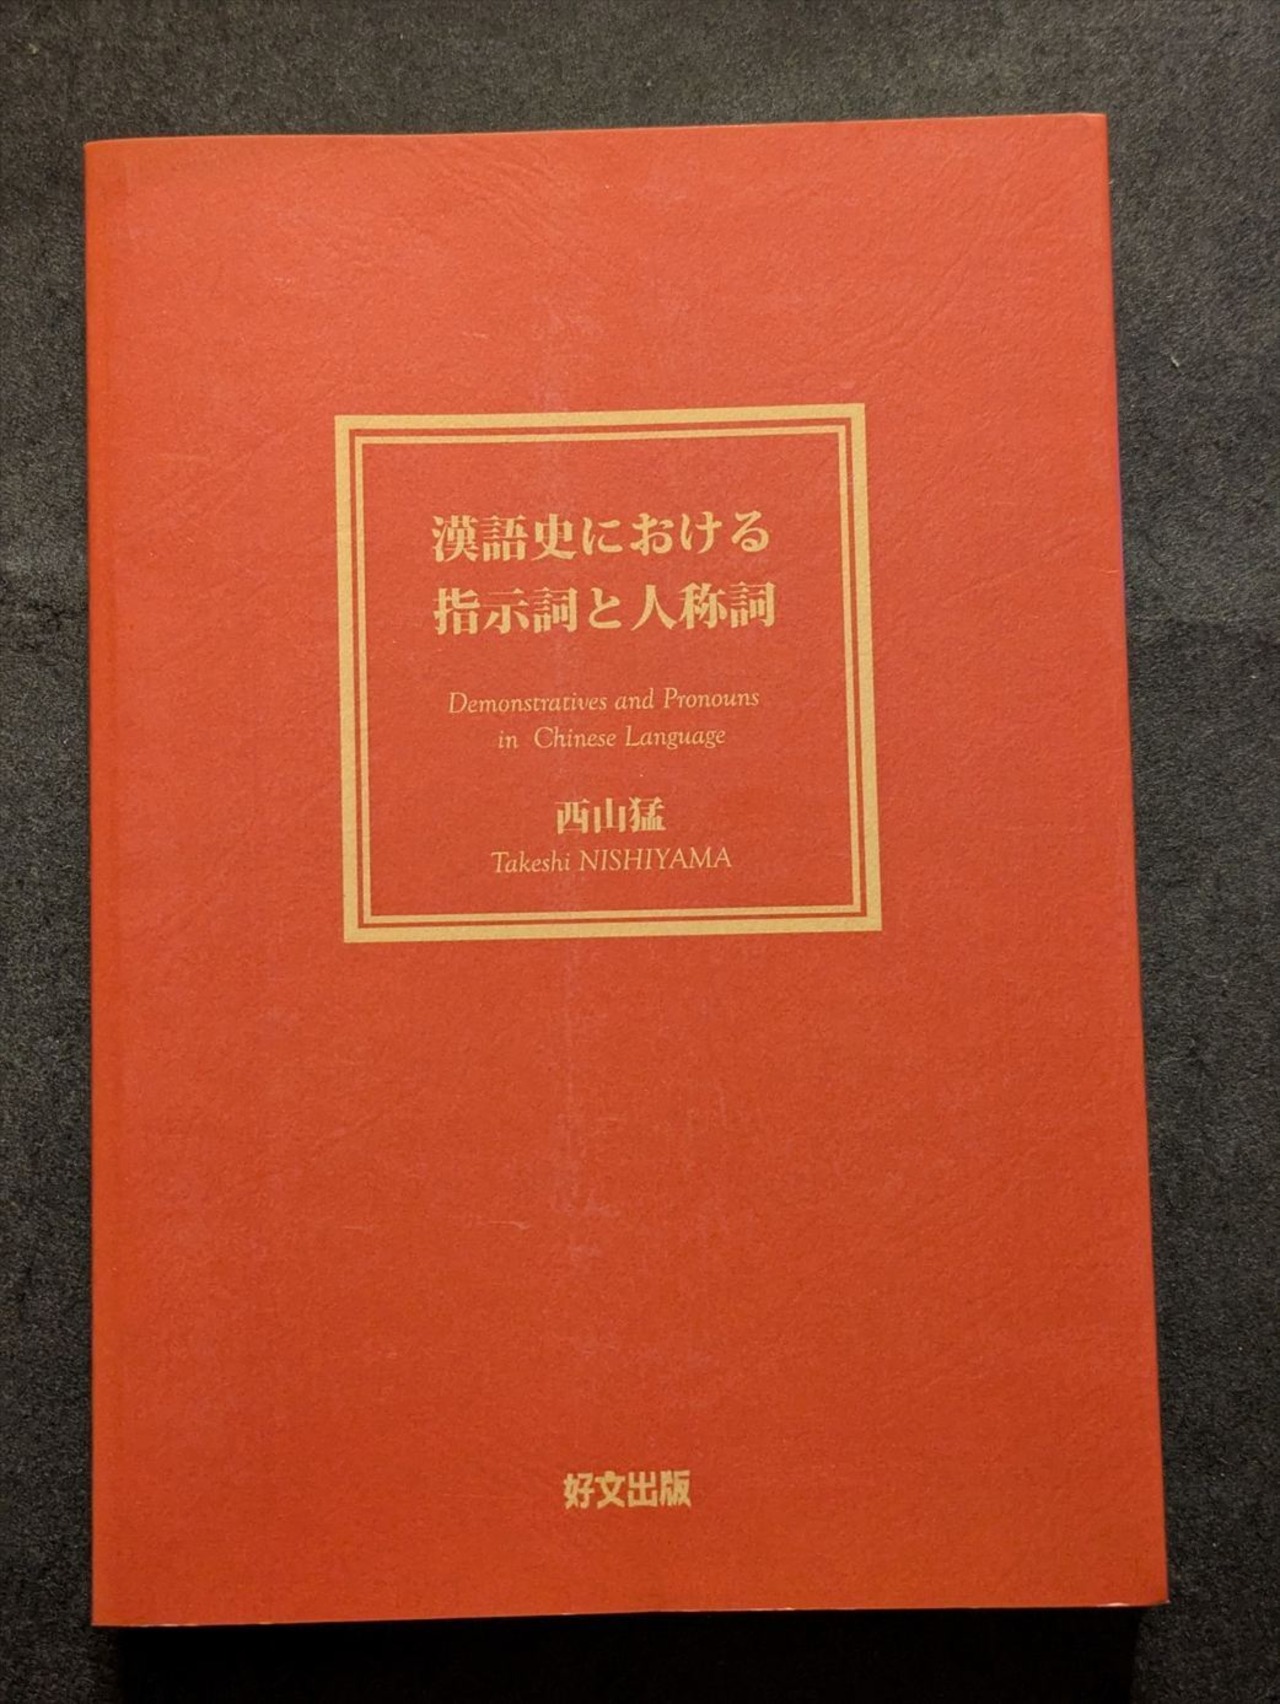 漢語史における
指示詞と人称詞
Demonstratives and Pronouns
in Chinese Language
西山猛
Takeshi NISHIYAMA
好文出版